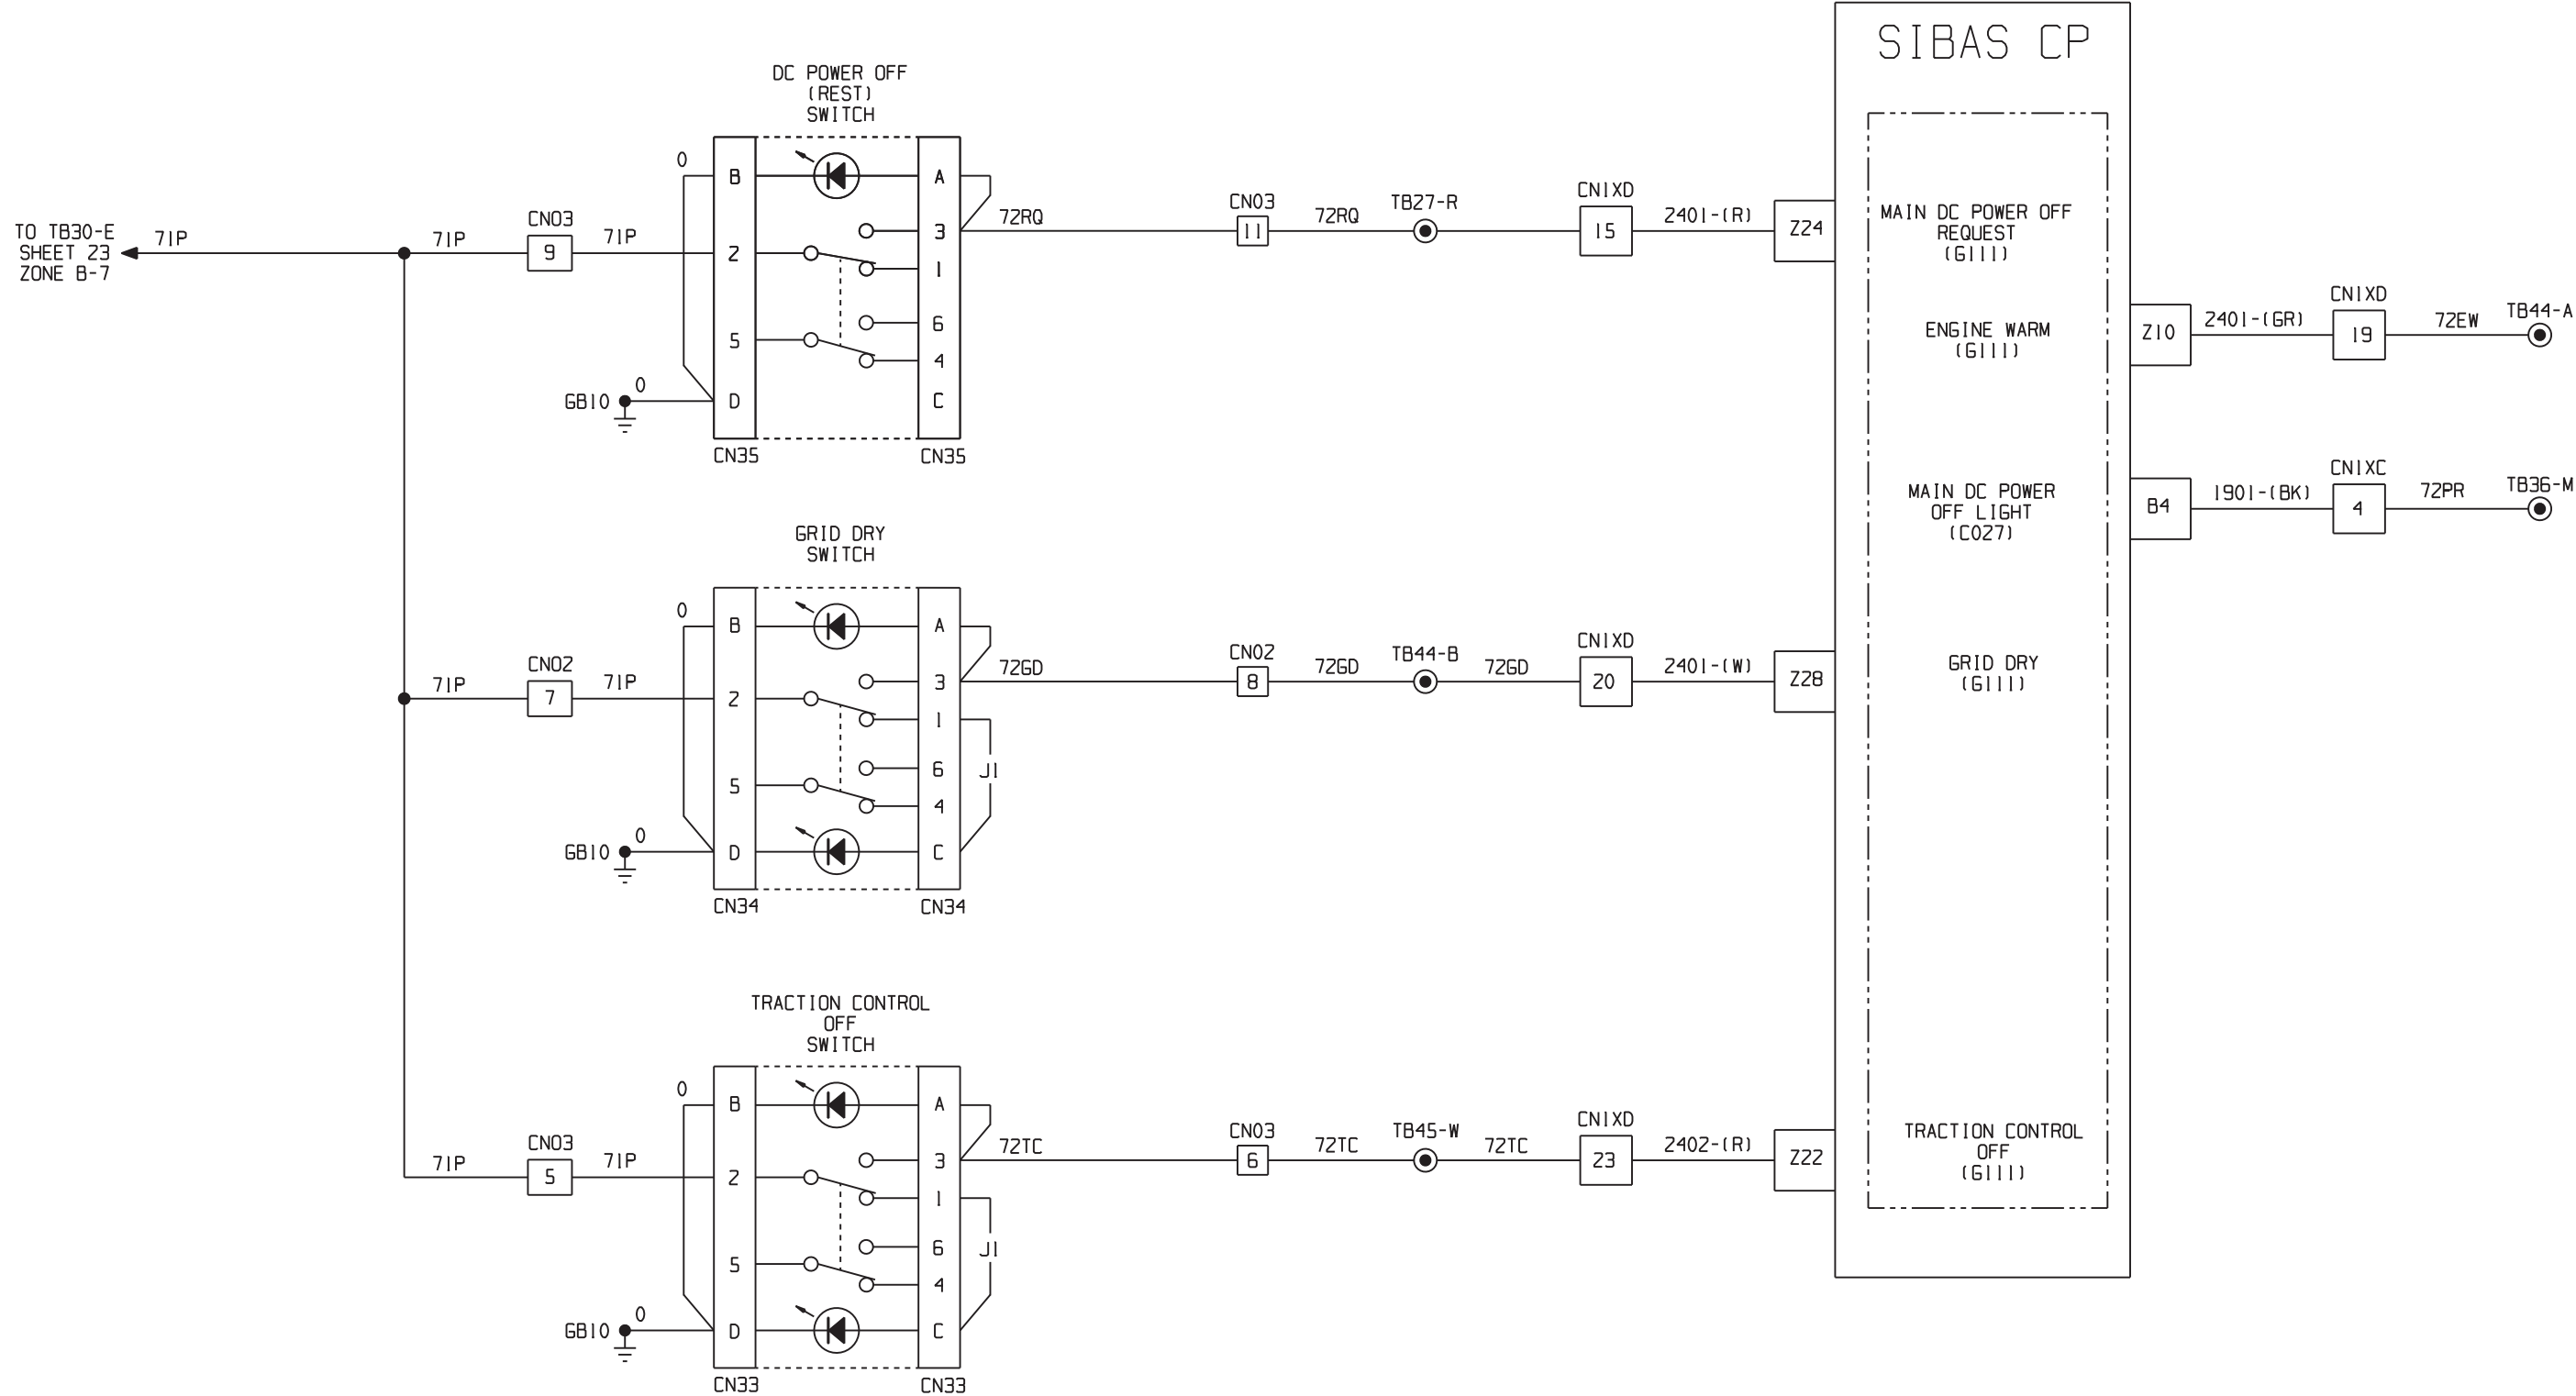 SIBAS CP
DC POWER OFF
(REST)
SWITCH
0
B
A
CN03
TO TB30-E
SHEET 23
ZONE B-7
71P
71P
9
71P
2
3
1
72RQ
CN03
11
72RQ
TB27-R
CN1XD
15
2401-(R)
Z24
MAIN DC POWER OFF
REQUEST
(G111)
5
6
4
GB10
0
D
C
CN35
CN35
ENGINE WARM
(G111)
Z10
2401-(GR)
CN1XD
19
72EW
TB44-A
MAIN DC POWER
OFF LIGHT
(C027)
B4
1901-(BK)
CN1XC
4
72PR
TB36-M
GRID DRY
SWITCH
0
B
A
71P
CN02
7
71P
2
3
1
72GD
CN02
8
72GD
TB44-B
72GD
CN1XD
20
2401-(W)
Z28
GRID DRY
(G111)
5
6
4
J1
GB10
0
D
C
CN34
CN34
TRACTION CONTROL
OFF
SWITCH
0
B
A
71P
CN03
5
71P
2
3
1
72TC
CN03
6
72TC
TB45-W
72TC
CN1XD
23
2402-(R)
Z22
TRACTION CONTROL
OFF
(G111)
5
6
4
J1
GB10
0
D
C
CN33
CN33